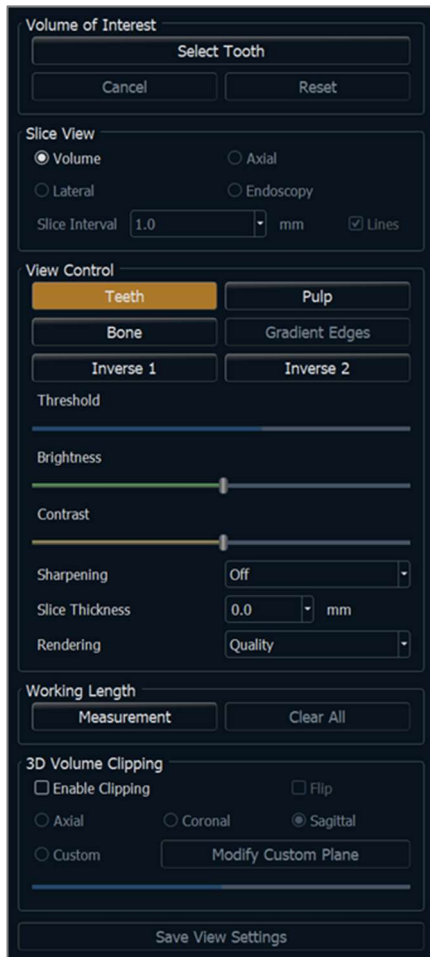 Volume of Interest
Select Tooth
Cancel Reset
Slice View
Volume Axial
Lateral Endoscopy
Slice Interval 1.0 mm Lines
View Control
Teeth Pulp
Bone Gradient Edges
Inverse 1 Inverse 2
Threshold
Brightness
Contrast
Sharpening Off
Slice Thickness 0.0 mm
Rendering Quality
Working Length
Measurement Clear All
3D Volume Clipping
Enable Clipping Flip
Axial Coronal Sagittal
Custom Modify Custom Plane
Save View Settings